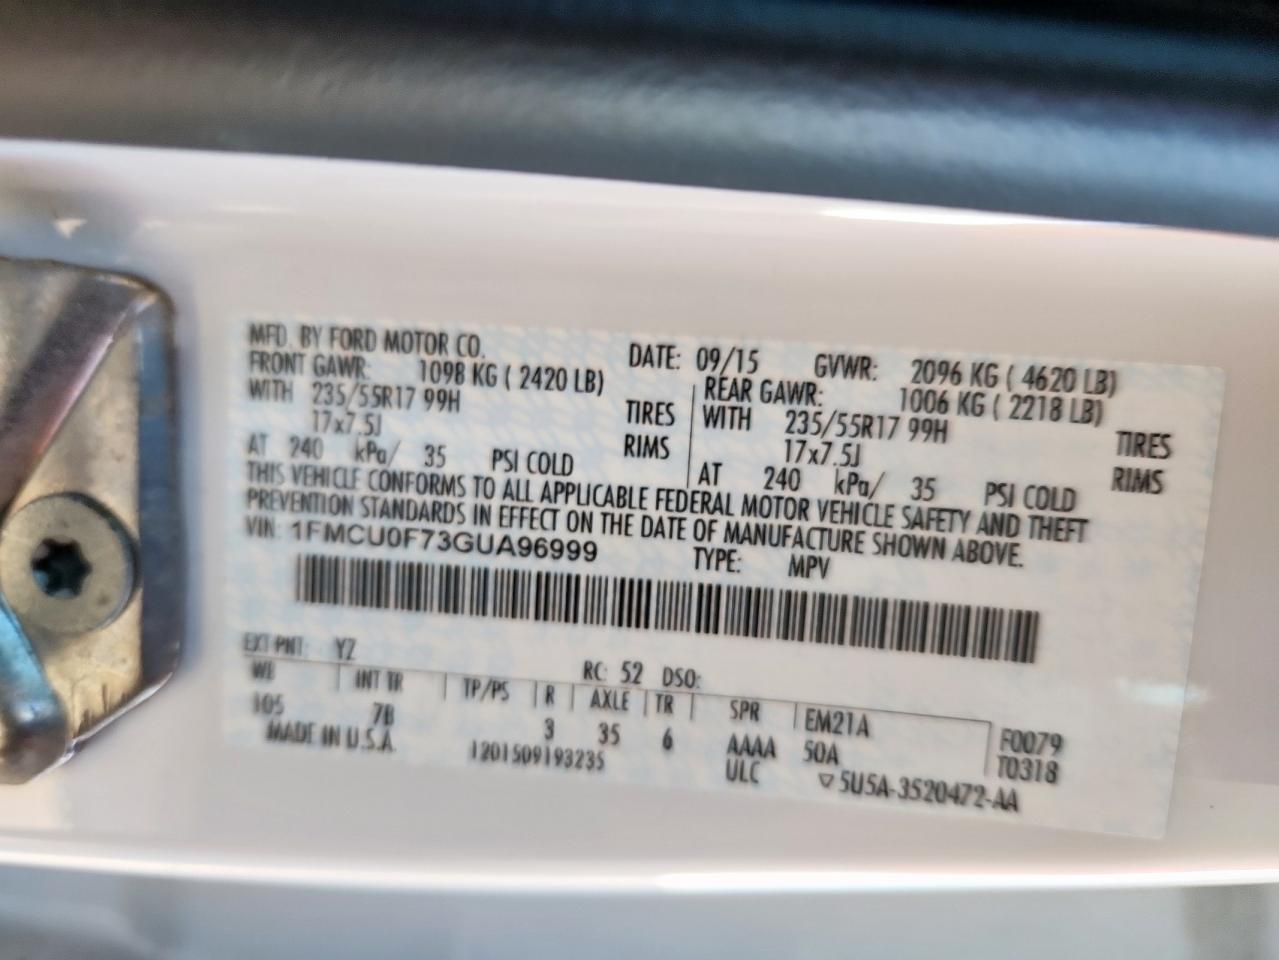 MFD. BY FORD MOTOR CO. DATE: 09/15 GVWR: 2096 KG ( 4620 LB)
FRONT GAWR: 1098 KG ( 2420 LB) REAR GAWR: 1006 KG ( 2218 LB)
WITH 235/55R17 99H TIRES WITH 235/55R17 99H TIRES
17x7.5J RIMS 17x7.5J RIMS
AT 240 kPa/ 35 PSI COLD AT 240 kPa/ 35 PSI COLD
THIS VEHICLE CONFORMS TO ALL APPLICABLE FEDERAL MOTOR VEHICLE SAFETY AND THEFT
PREVENTION STANDARDS IN EFFECT ON THE DATE OF MANUFACTURE SHOWN ABOVE.
VIN: 1FMCU0F73GUA96999 TYPE: MPV
EXT PNT: YZ RC: 52 DSO:
WB INT TR TP/PS R AXLE TR SPR EM21A F0079
105 7B 3 35 6 AAAA 50A T0318
MADE IN U.S.A. 1201509193235 ULC ▽5U5A-3520472-AA